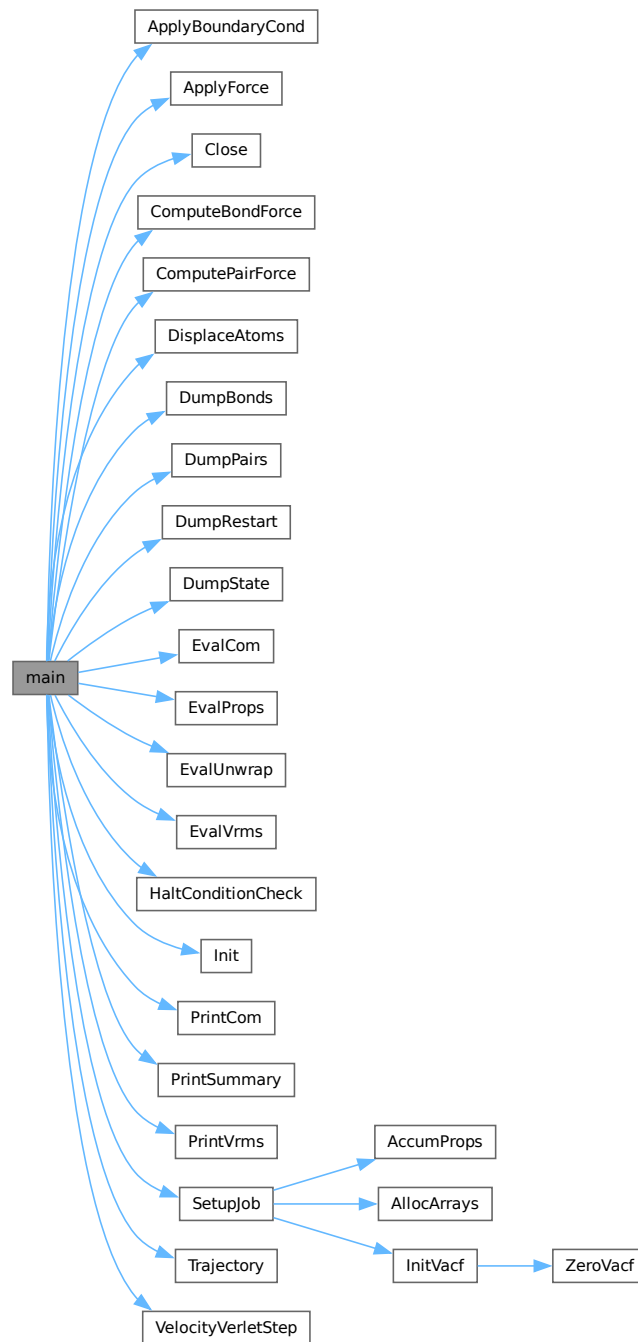 ApplyBoundaryCond
ApplyForce
Close
ComputeBondForce
ComputePairForce
DisplaceAtoms
DumpBonds
DumpPairs
DumpRestart
DumpState
EvalCom
main
EvalProps
EvalUnwrap
EvalVrms
HaltConditionCheck
Init
PrintCom
PrintSummary
PrintVrms
AccumProps
SetupJob
AllocArrays
Trajectory
InitVacf
ZeroVacf
VelocityVerletStep